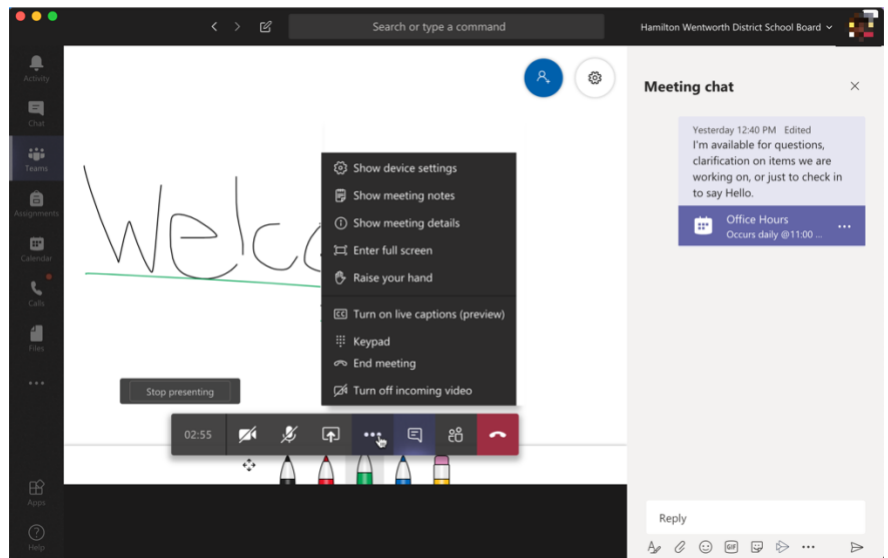 Search or type a command
Hamilton Wentworth District School Board
Activity
Chat
Teams
Assignments
Calendar
Calls
Files
Apps
Help
Welco
Show device settings
Show meeting notes
Show meeting details
Enter full screen
Raise your hand
CC Turn on live captions (preview)
Keypad
End meeting
Turn off incoming video
Stop presenting
02:55
Meeting chat
Yesterday 12:40 PM Edited
I'm available for questions,
clarification on items we are
working on, or just to check in
to say Hello.
Office Hours
Occurs daily @11:00 ...
Reply
GIF